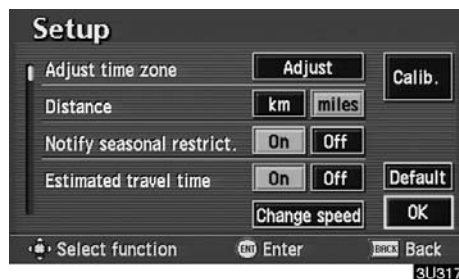 Setup
Adjust time zone Adjust Calib.
Distance km miles
Notify seasonal restrict. On Off
Estimated travel time On Off Default
Change speed OK
Select function END Enter BACK Back
3U317